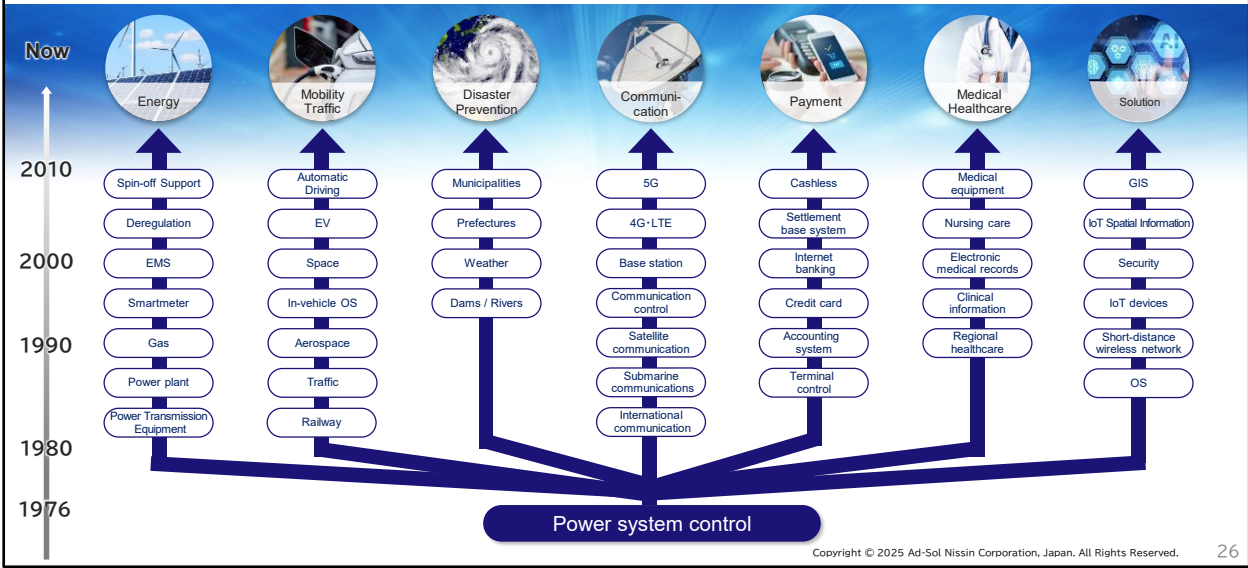 Now
Energy
Mobility
Traffic
Disaster
Prevention
Communi-
cation
Payment
Medical
Healthcare
AI
Solution
2010
2000
1990
1980
1976
Spin-off Support
Deregulation
EMS
Smartmeter
Gas
Power plant
Power Transmission
Equipment
Automatic
Driving
EV
Space
In-vehicle OS
Aerospace
Traffic
Railway
Municipalities
Prefectures
Weather
Dams / Rivers
5G
4G・LTE
Base station
Communication
control
Satellite
communication
Submarine
communications
International
communication
Cashless
Settlement
base system
Internet
banking
Credit card
Accounting
system
Terminal
control
Medical
equipment
Nursing care
Electronic
medical records
Clinical
information
Regional
healthcare
GIS
IoT Spatial Information
Security
IoT devices
Short-distance
wireless network
OS
Power system control
Copyright © 2025 Ad-Sol Nissin Corporation, Japan. All Rights Reserved.
26